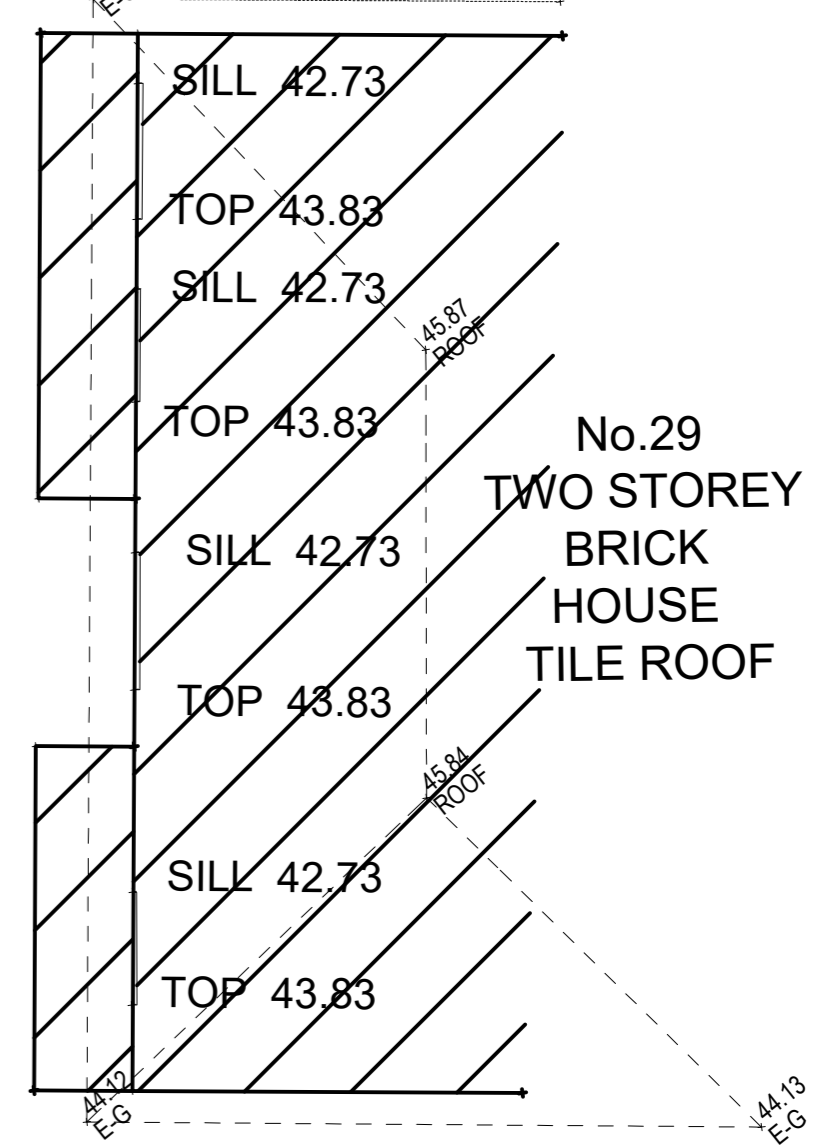 E-
SILL 42.73
TOP 43.83
SILL 42.73
45.87
ROOF
TOP 43.83
No.29
TWO STOREY
BRICK
HOUSE
TILE ROOF
SILL 42.73
TOP 43.83
45.84
ROOF
SILL 42.73
TOP 43.83
44.12
E-G
44.13
E-G